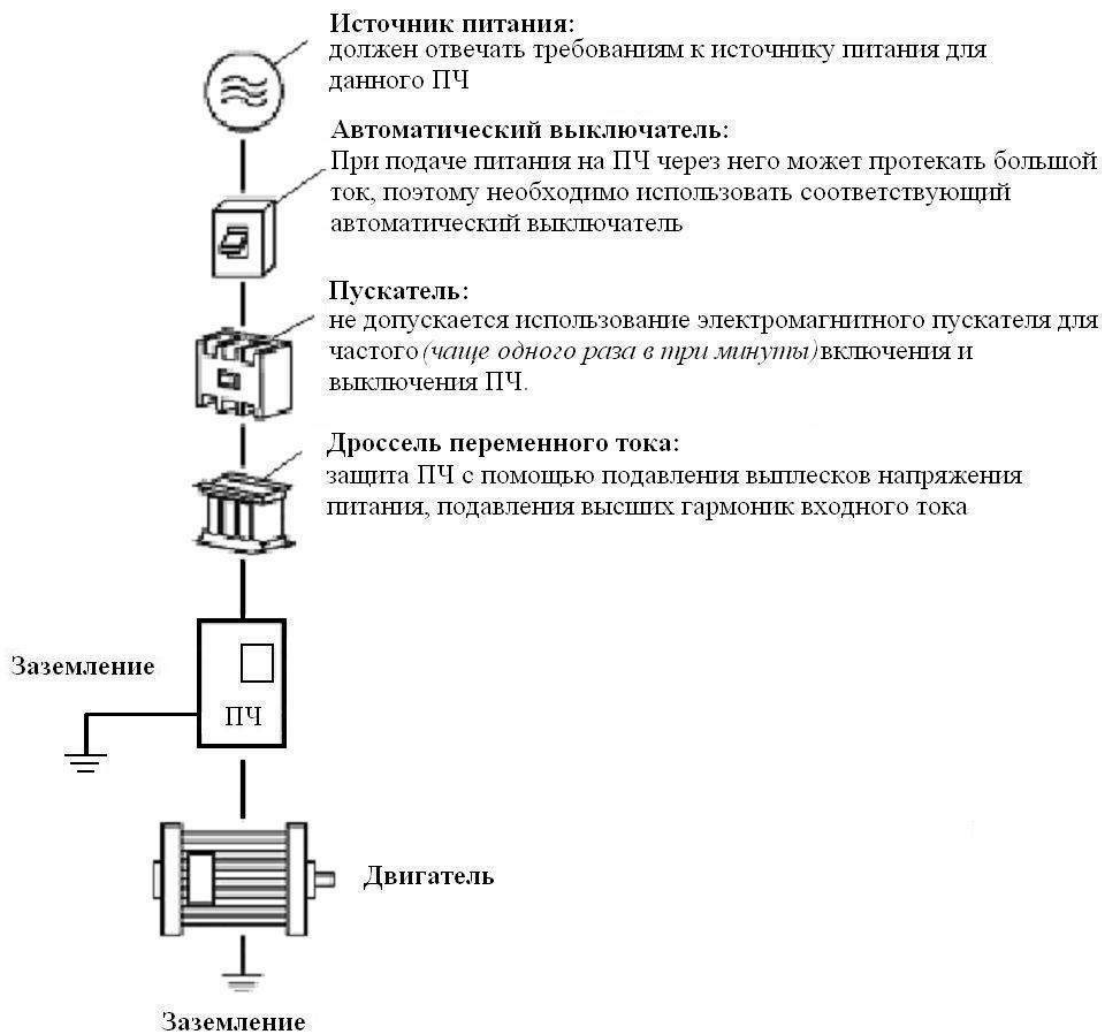 Источник питания:
должен отвечать требованиям к источнику питания для
данного ПЧ
Автоматический выключатель:
При подаче питания на ПЧ через него может протекать большой
ток, поэтому необходимо использовать соответствующий
автоматический выключатель
Пускатель:
не допускается использование электромагнитного пускателя для
частого (чаще одного раза в три минуты) включения и
выключения ПЧ.
Дроссель переменного тока:
защита ПЧ с помощью подавления выплесков напряжения
питания, подавления высших гармоник входного тока
Заземление
ПЧ
Двигатель
Заземление